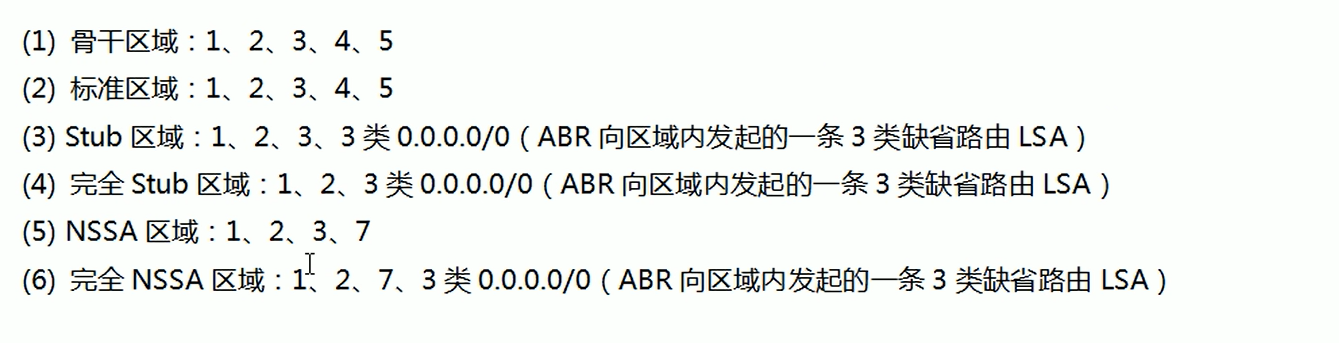 (1) 骨干区域：1、2、3、4、5
(2) 标准区域：1、2、3、4、5
(3) Stub 区域：1、2、3、3 类 0.0.0.0/0（ABR 向区域内发起的一条 3 类缺省路由 LSA）
(4) 完全 Stub 区域：1、2、3 类 0.0.0.0/0（ABR 向区域内发起的一条 3 类缺省路由 LSA）
(5) NSSA 区域：1、2、3、7
(6) 完全 NSSA 区域：1、2、7、3 类 0.0.0.0/0（ABR 向区域内发起的一条 3 类缺省路由 LSA）